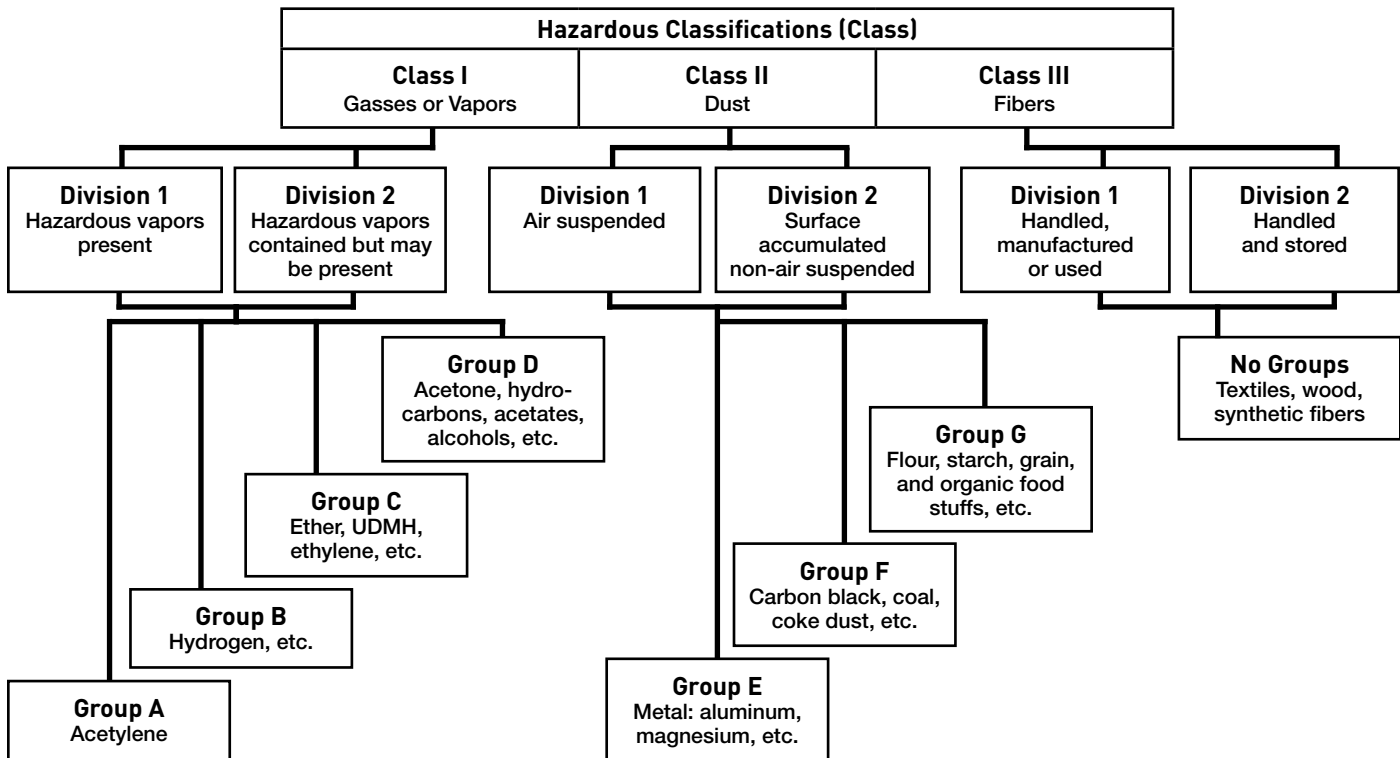 Hazardous Classifications (Class)
Class I
Gasses or Vapors
Class II
Dust
Class III
Fibers
Division 1
Hazardous vapors
present
Division 2
Hazardous vapors
contained but may
be present
Division 1
Air suspended
Division 2
Surface
accumulated
non-air suspended
Division 1
Handled,
manufactured
or used
Division 2
Handled
and stored
Group D
Acetone, hydro-
carbons, acetates,
alcohols, etc.
Group C
Ether, UDMH,
ethylene, etc.
Group B
Hydrogen, etc.
Group A
Acetylene
Group G
Flour, starch, grain,
and organic food
stuffs, etc.
Group F
Carbon black, coal,
coke dust, etc.
Group E
Metal: aluminum,
magnesium, etc.
No Groups
Textiles, wood,
synthetic fibers